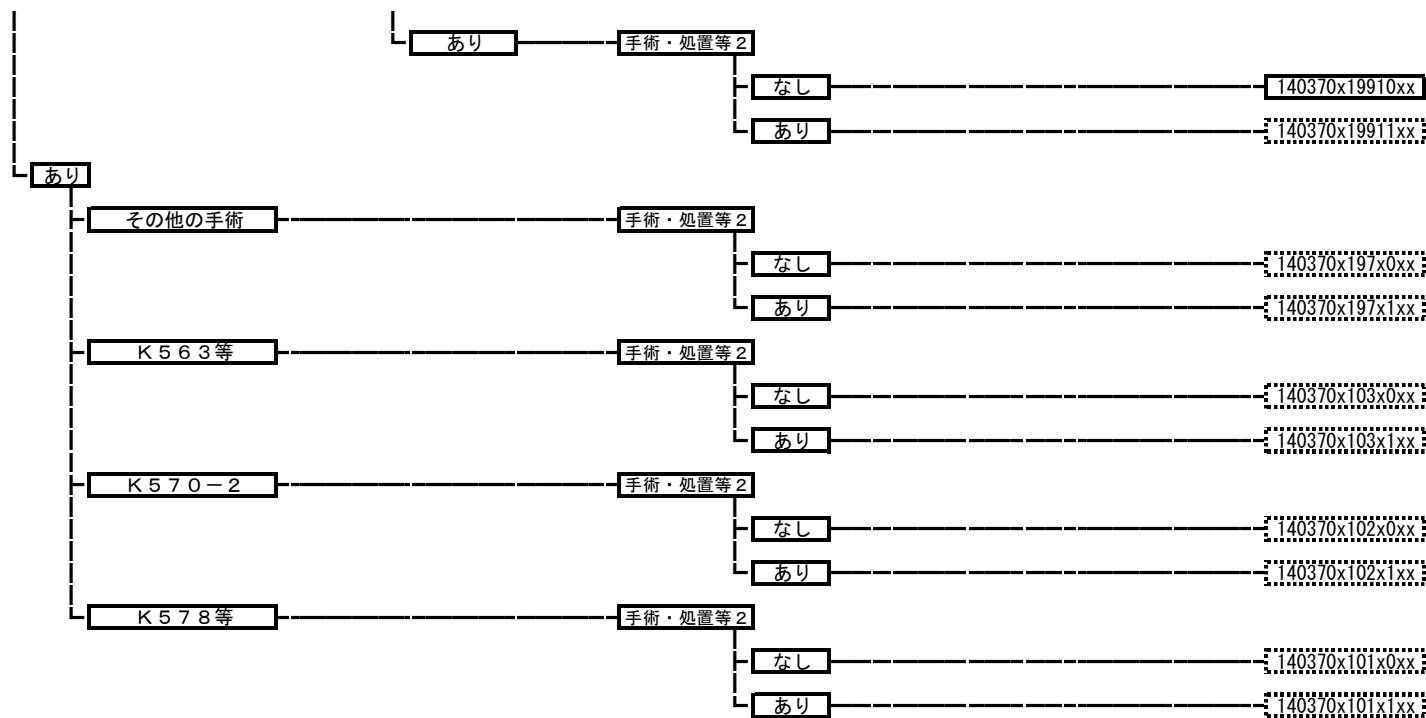 あり 手術・処置等２
なし 140370x19910xx
あり 140370x19911xx
あり
その他の手術 手術・処置等２
なし 140370x197x0xx
あり 140370x197x1xx
Ｋ５６３等 手術・処置等２
なし 140370x103x0xx
あり 140370x103x1xx
Ｋ５７０－２ 手術・処置等２
なし 140370x102x0xx
あり 140370x102x1xx
Ｋ５７８等 手術・処置等２
なし 140370x101x0xx
あり 140370x101x1xx